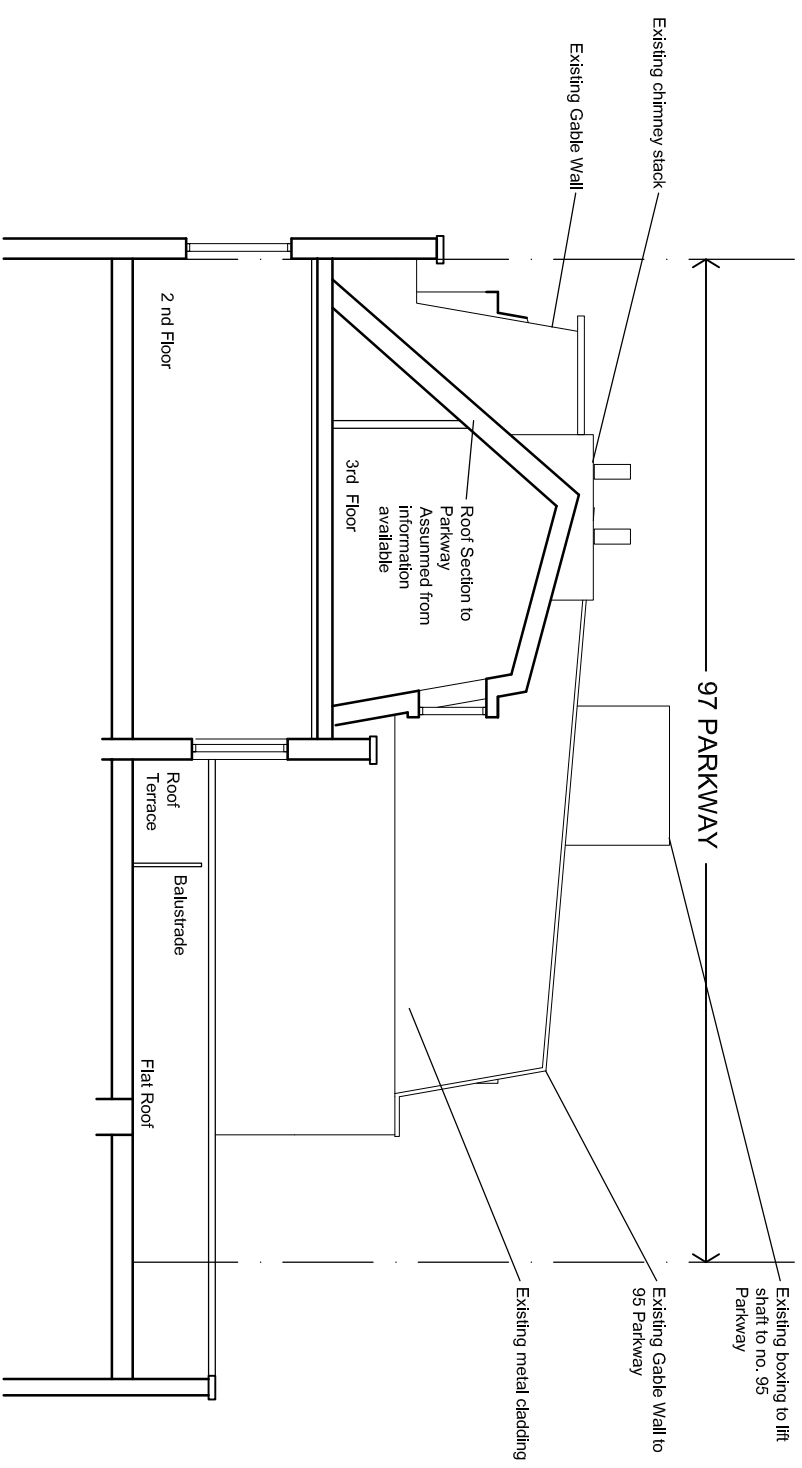 Existing chimney stack
Existing Gable Wall
97 PARKWAY
Existing boxing to lift
shaft to no. 95
Parkway
Existing Gable Wall to
95 Parkway
Existing metal cladding
Roof Section to
Parkway
Assunmed from
information
available
3rd Floor
2 nd Floor
Roof
Terrace
Balustrade
Flat Roof